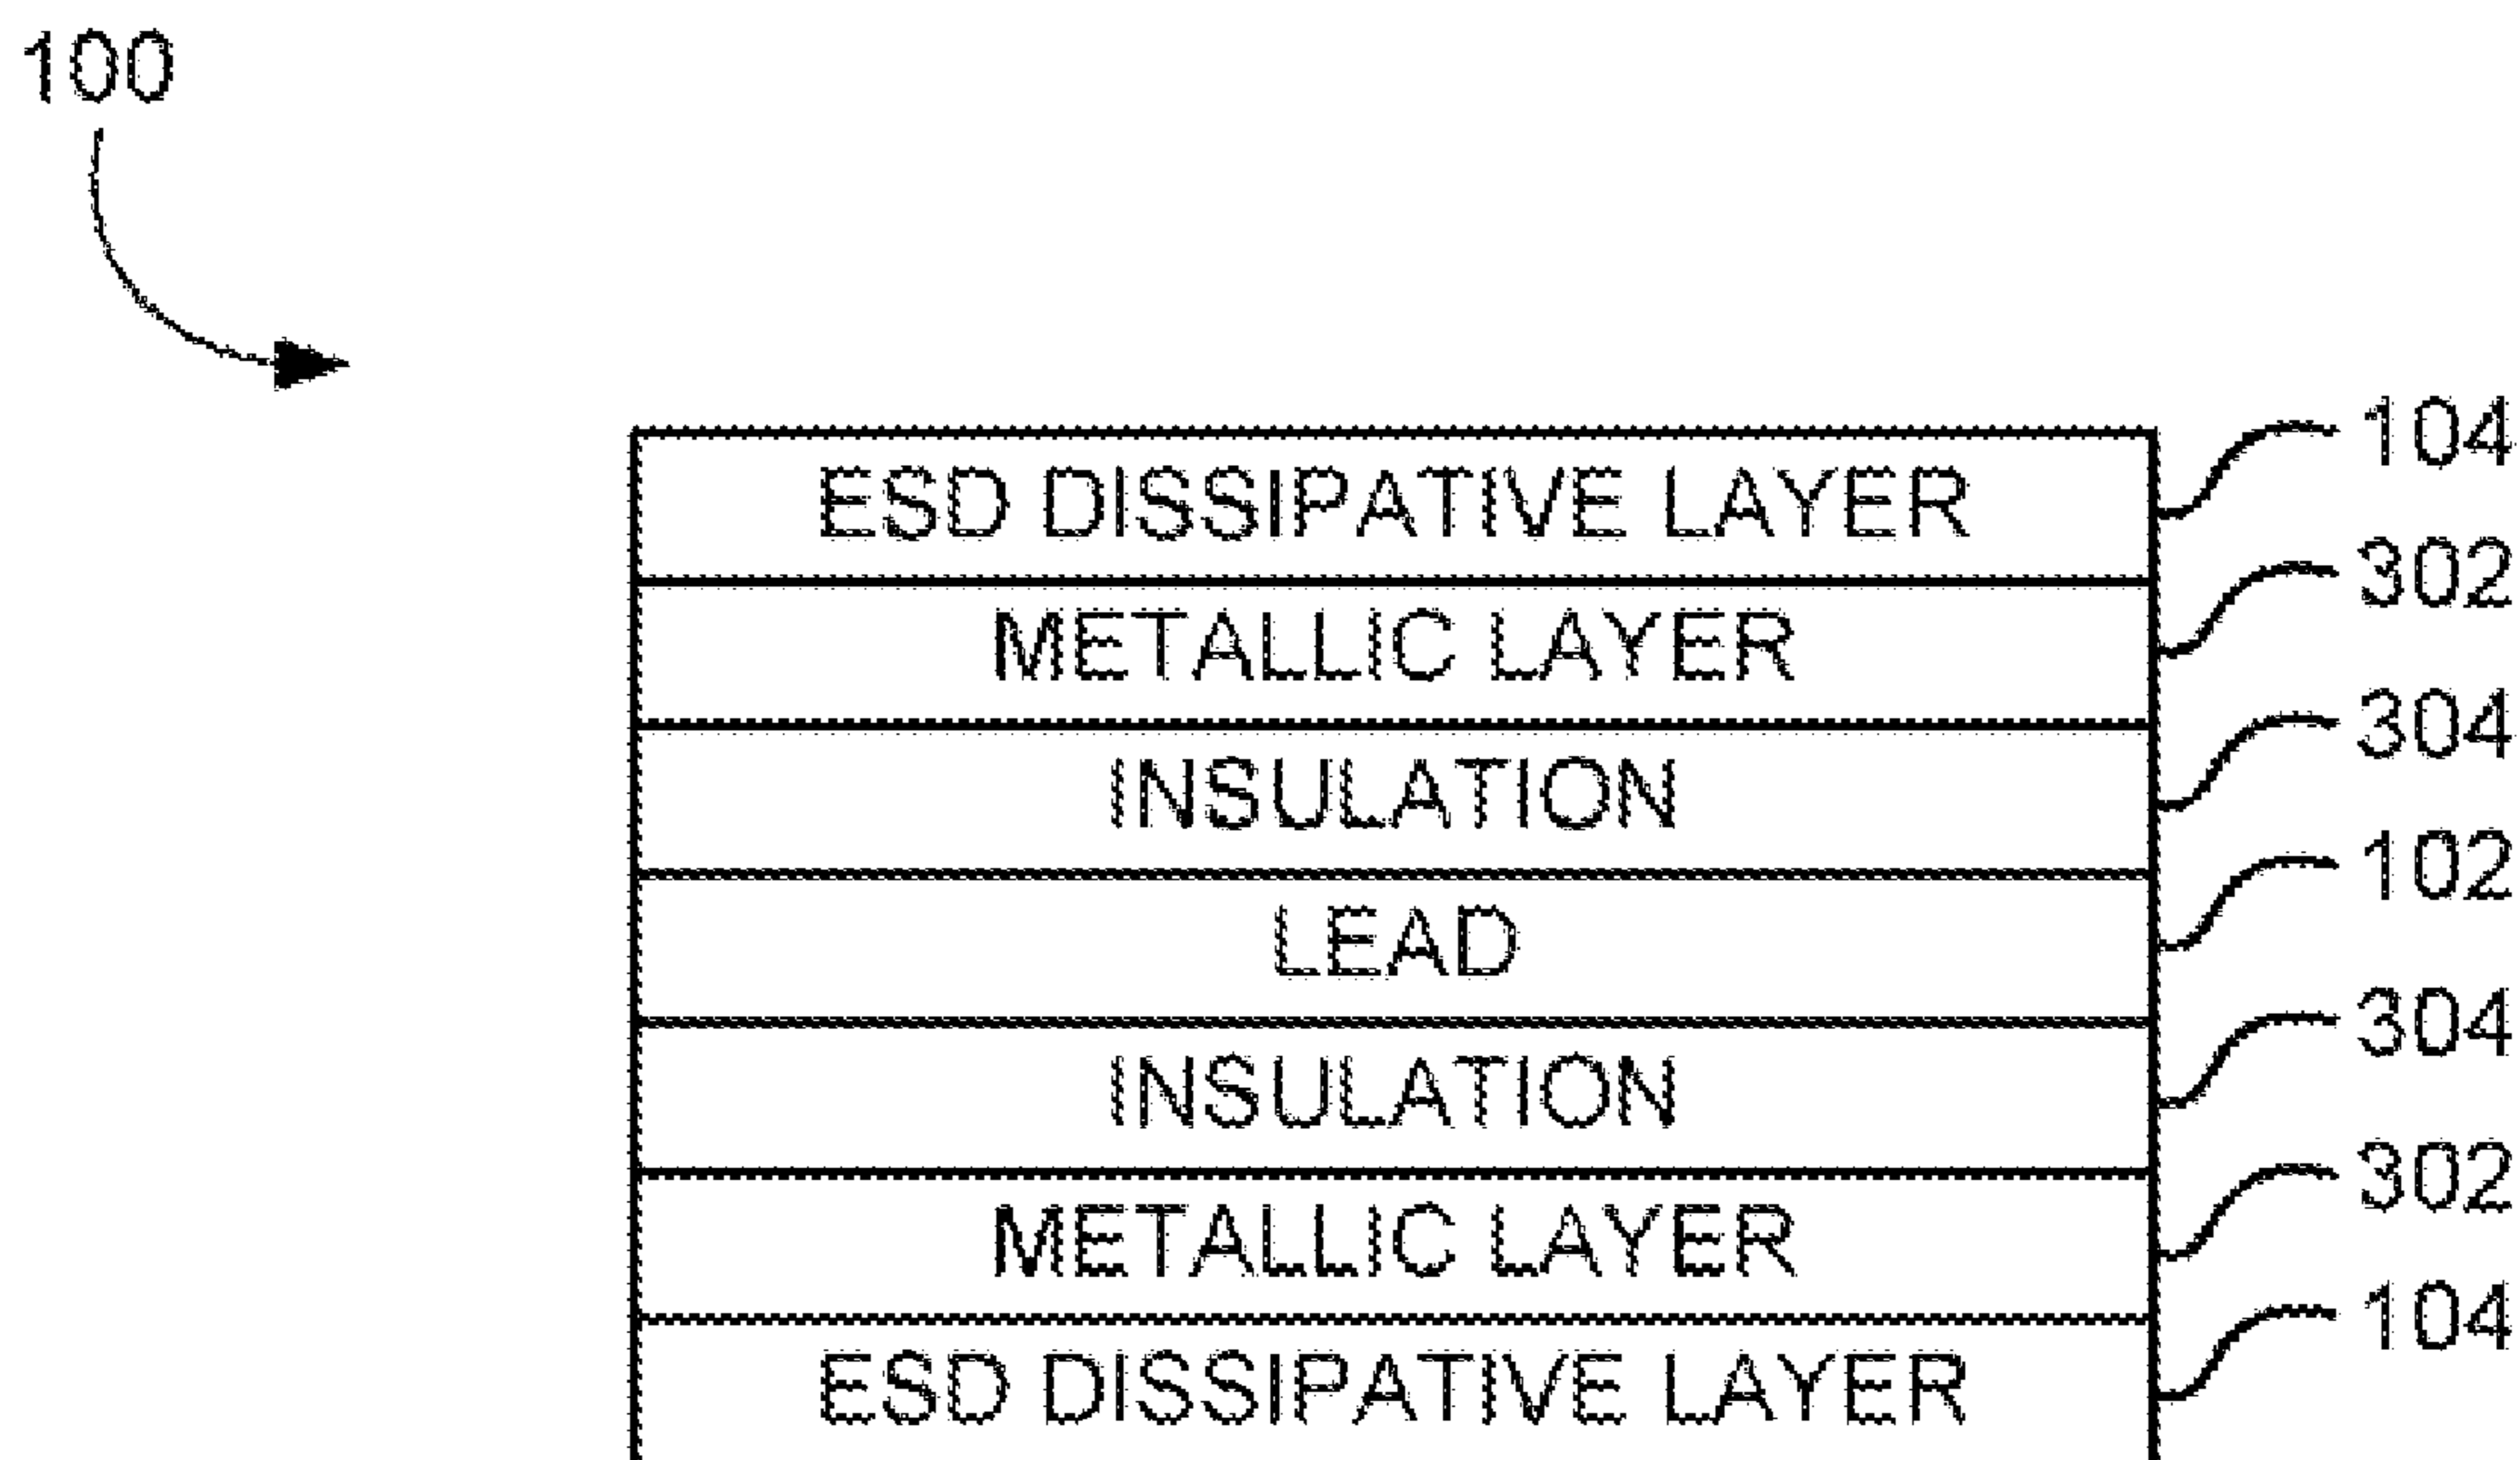 100
ESD DISSIPATIVE LAYER 104
METALLIC LAYER 302
INSULATION 304
LEAD 102
INSULATION 304
METALLIC LAYER 302
ESD DISSIPATIVE LAYER 104